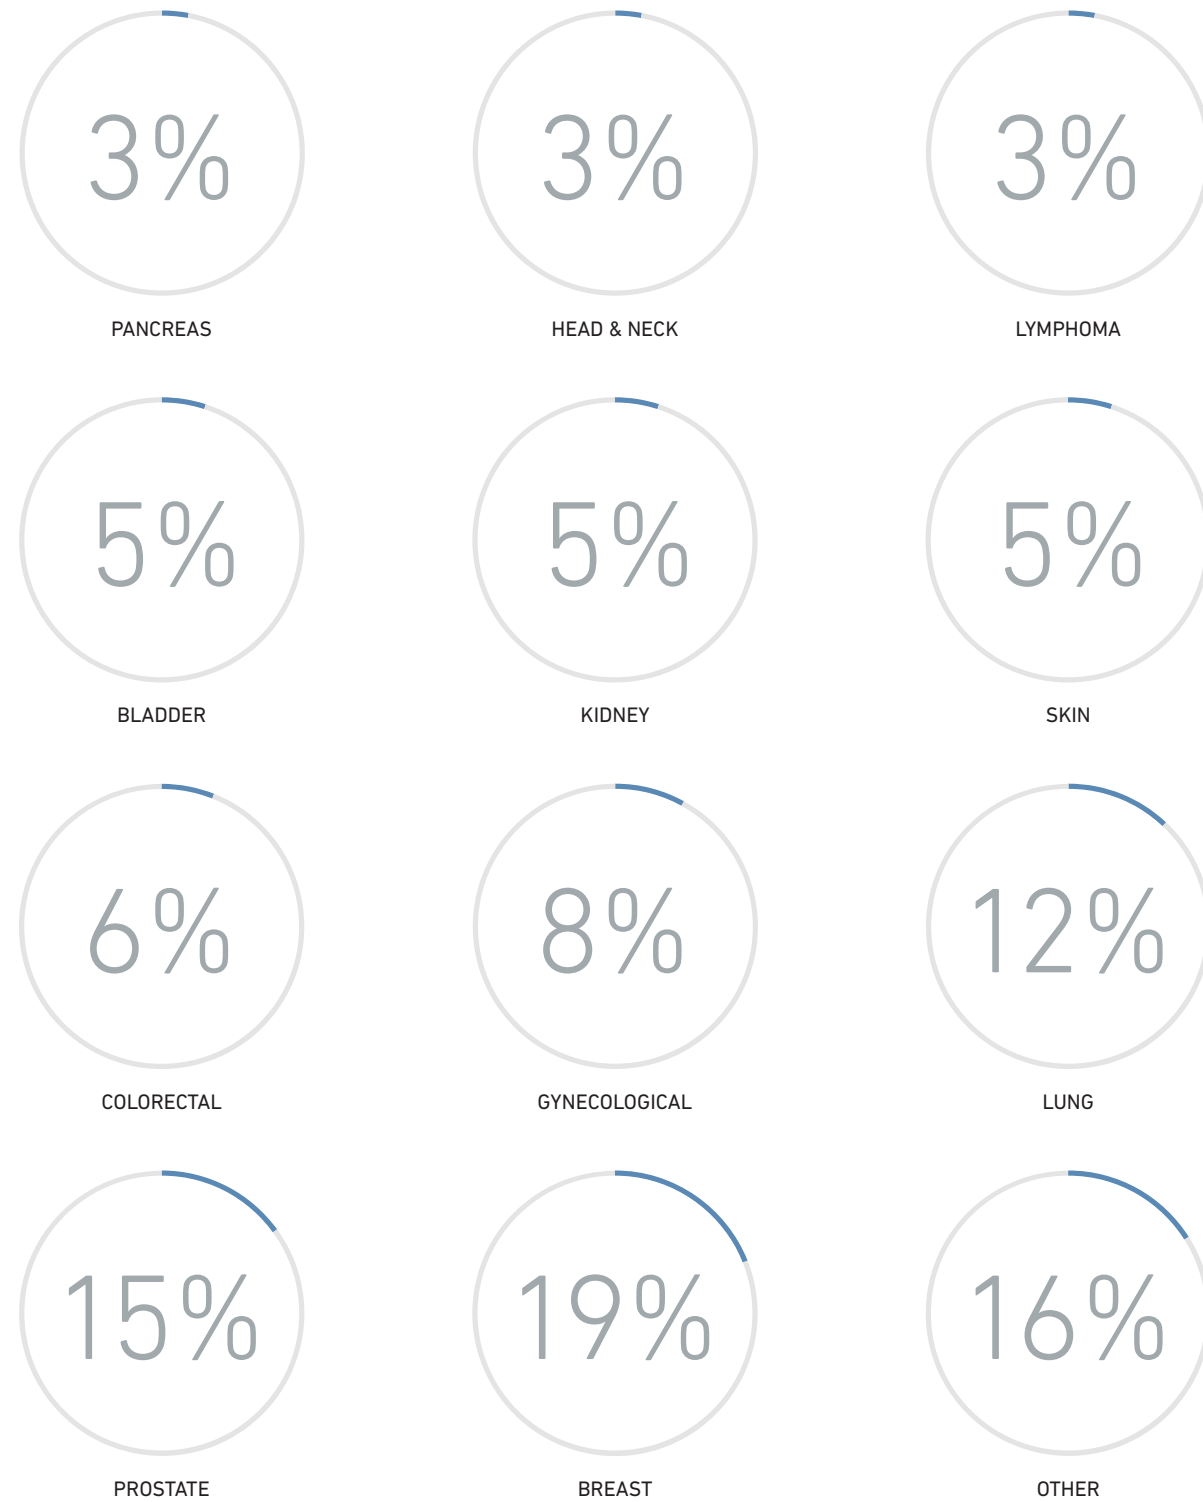 3% 3% 3%
PANCREAS HEAD & NECK LYMPHOMA
5% 5% 5%
BLADDER KIDNEY SKIN
6% 8% 12%
COLORECTAL GYNECOLOGICAL LUNG
15% 19% 16%
PROSTATE BREAST OTHER